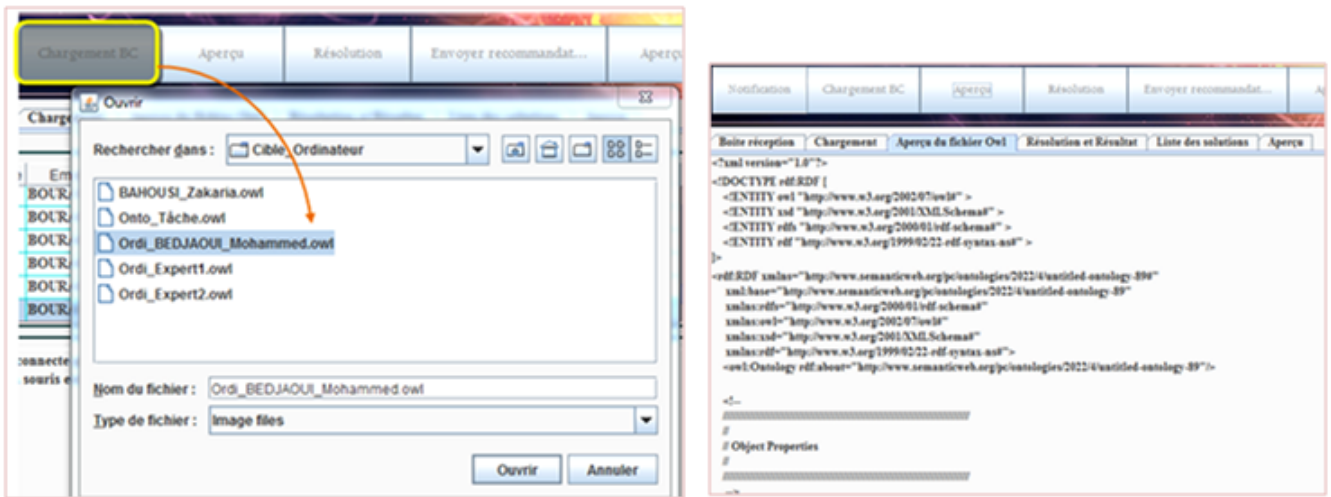 Chargement BC Aperçu Résolution Envoyer recommandat... Aperçu
Ouvrir
Charge
Rechercher dans : Cible_Ordinateur
Em
BOUR
BOUR
BOUR
BOUR
BOUR
BOUR
BAHOUSI_Zakaria.owl
Onto_Tâche.owl
Ordi_BEDJAOUI_Mohammed.owl
Ordi_Expert1.owl
Ordi_Expert2.owl
connecte
souris e
Nom du fichier : Ordi_BEDJAOUI_Mohammed.owl
Type de fichier : Image files
Ouvrir Annuler
Notification Chargement BC Aperçu Résolution Envoyer recommandat... A
Boite réception Chargement Aperçu du fichier Owl Résolution et Résultat Liste des solutions Aperçu
<?xml version="1.0"?>
<!DOCTYPE rdf:RDF [
<!ENTITY owl "http://www.w3.org/2002/07/owl#" >
<!ENTITY xsd "http://www.w3.org/2001/XMLSchema#" >
<!ENTITY rdfs "http://www.w3.org/2000/01/rdf-schema#" >
<!ENTITY rdf "http://www.w3.org/1999/02/22-rdf-syntax-ns#" >
]>
<rdf:RDF xmlns="http://www.semanticweb.org/pc/ontologies/2022/4/untitled-ontology-89#"
xml:base="http://www.semanticweb.org/pc/ontologies/2022/4/untitled-ontology-89"
xmlns:rdfs="http://www.w3.org/2000/01/rdf-schema#"
xmlns:owl="http://www.w3.org/2002/07/owl#"
xmlns:xsd="http://www.w3.org/2001/XMLSchema#"
xmlns:rdf="http://www.w3.org/1999/02/22-rdf-syntax-ns#">
<owl:Ontology rdf:about="http://www.semanticweb.org/pc/ontologies/2022/4/untitled-ontology-89"/>
<!--
//
// Object Properties
//
-->